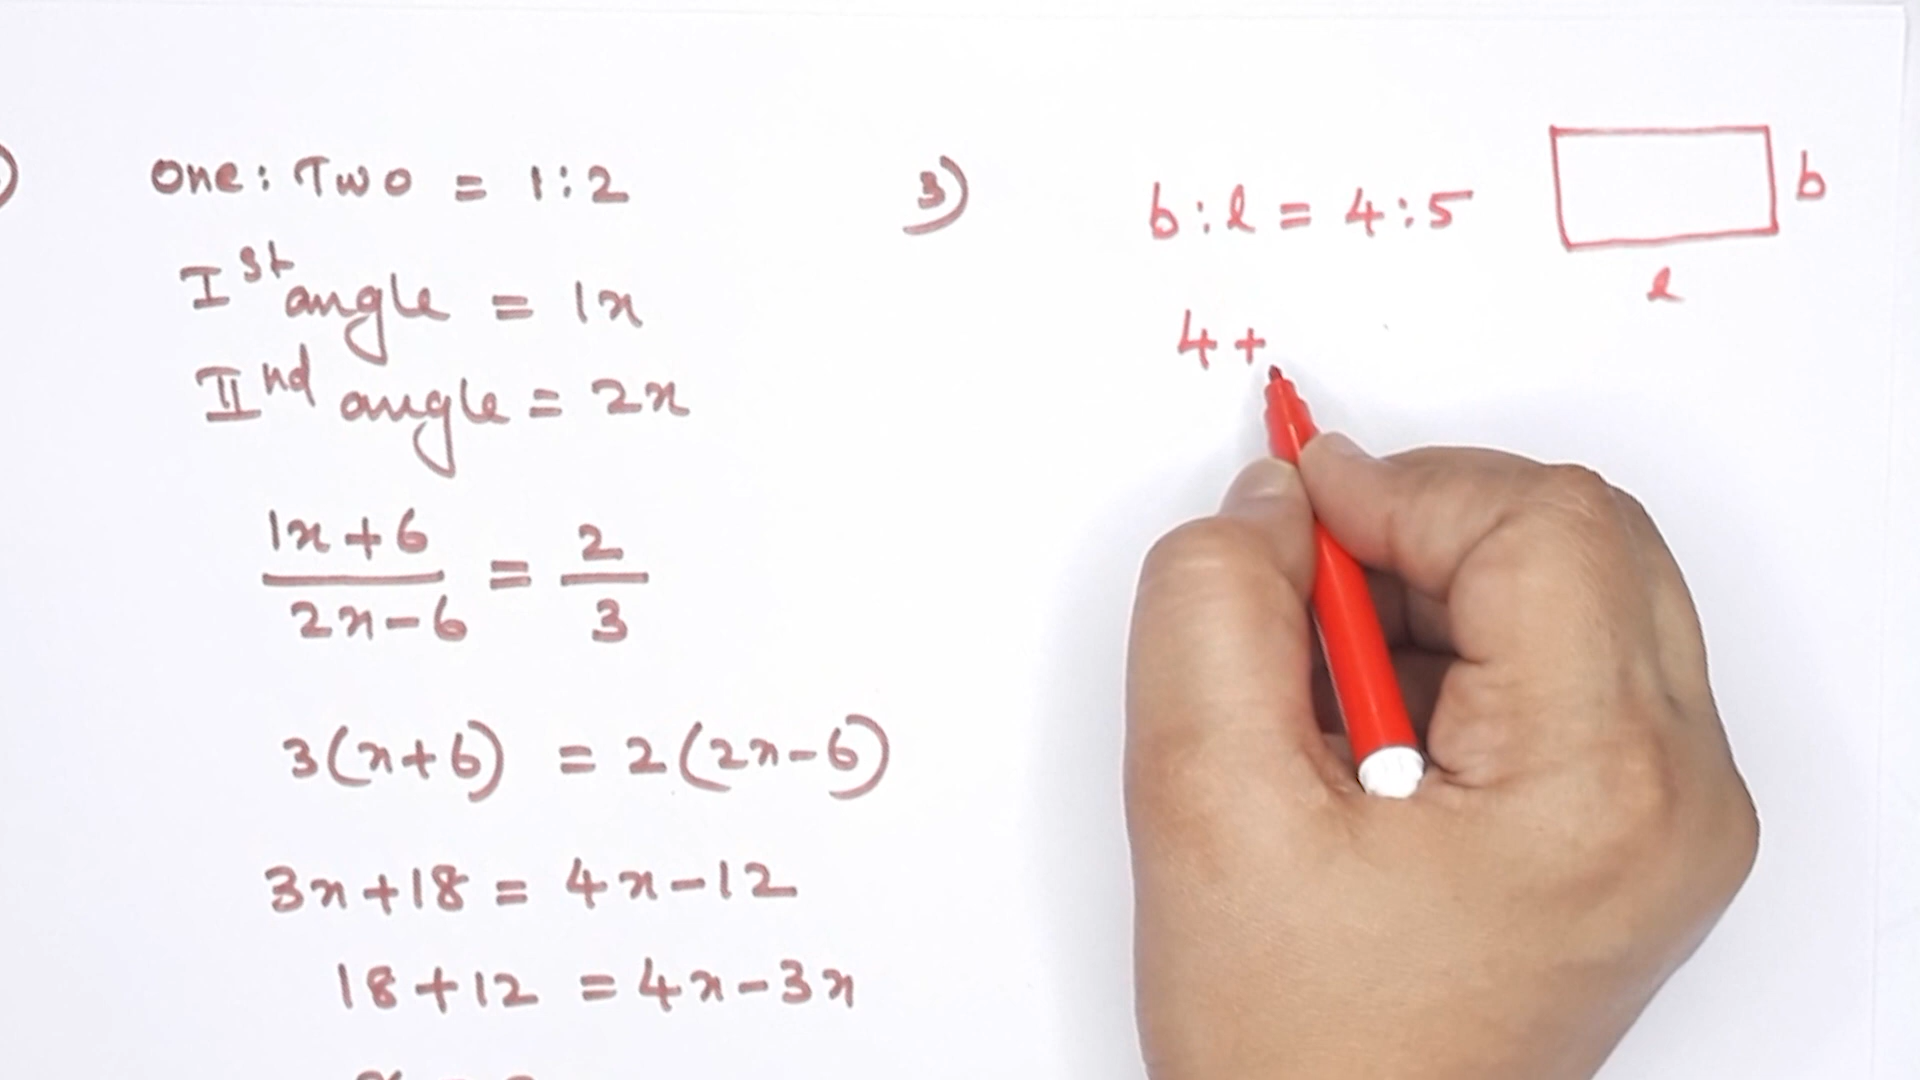 One : Two = 1 : 2
Ist angle = 1x
IInd angle = 2x
1x + 6 / 2x - 6 = 2 / 3
3(x + 6) = 2(2x - 6)
3x + 18 = 4x - 12
18 + 12 = 4x - 3x
3)
b : l = 4 : 5
b
l
4 +